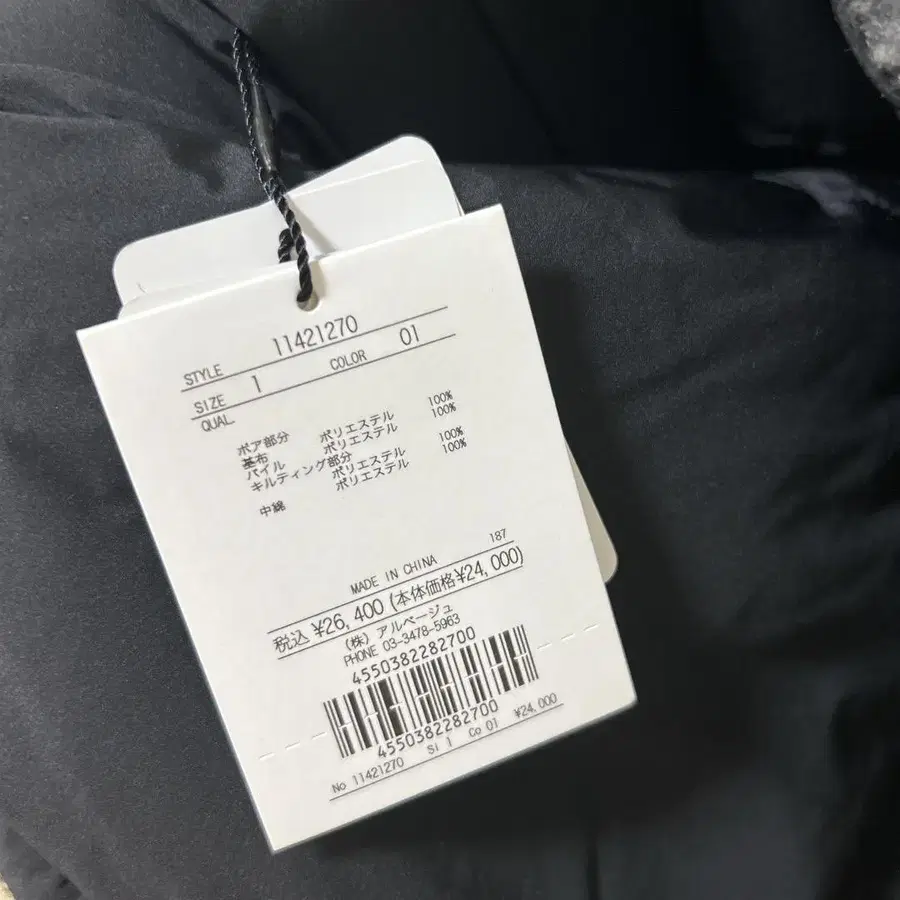 STYLE 11421270
SIZE 1 COLOR 01
QUAL.
ボア部分
基布 ポリエステル 100%
パイル ポリエステル 100%
キルティング部分
ポリエステル 100%
中綿 ポリエステル 100%
187
MADE IN CHINA
税込 ¥26,400 (本体価格¥24,000)
(株) アルページュ
PHONE 03-3478-5963
4550382282700
4550382282700
No 11421270 Si 1 Co 01 ¥24,000